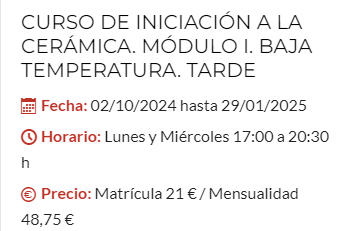 CURSO DE INICIACIÓN A LA
CERÁMICA. MÓDULO I. BAJA
TEMPERATURA. TARDE
Fecha: 02/10/2024 hasta 29/01/2025
Horario: Lunes y Miércoles 17:00 a 20:30
h
Precio: Matrícula 21 € / Mensualidad
48,75 €